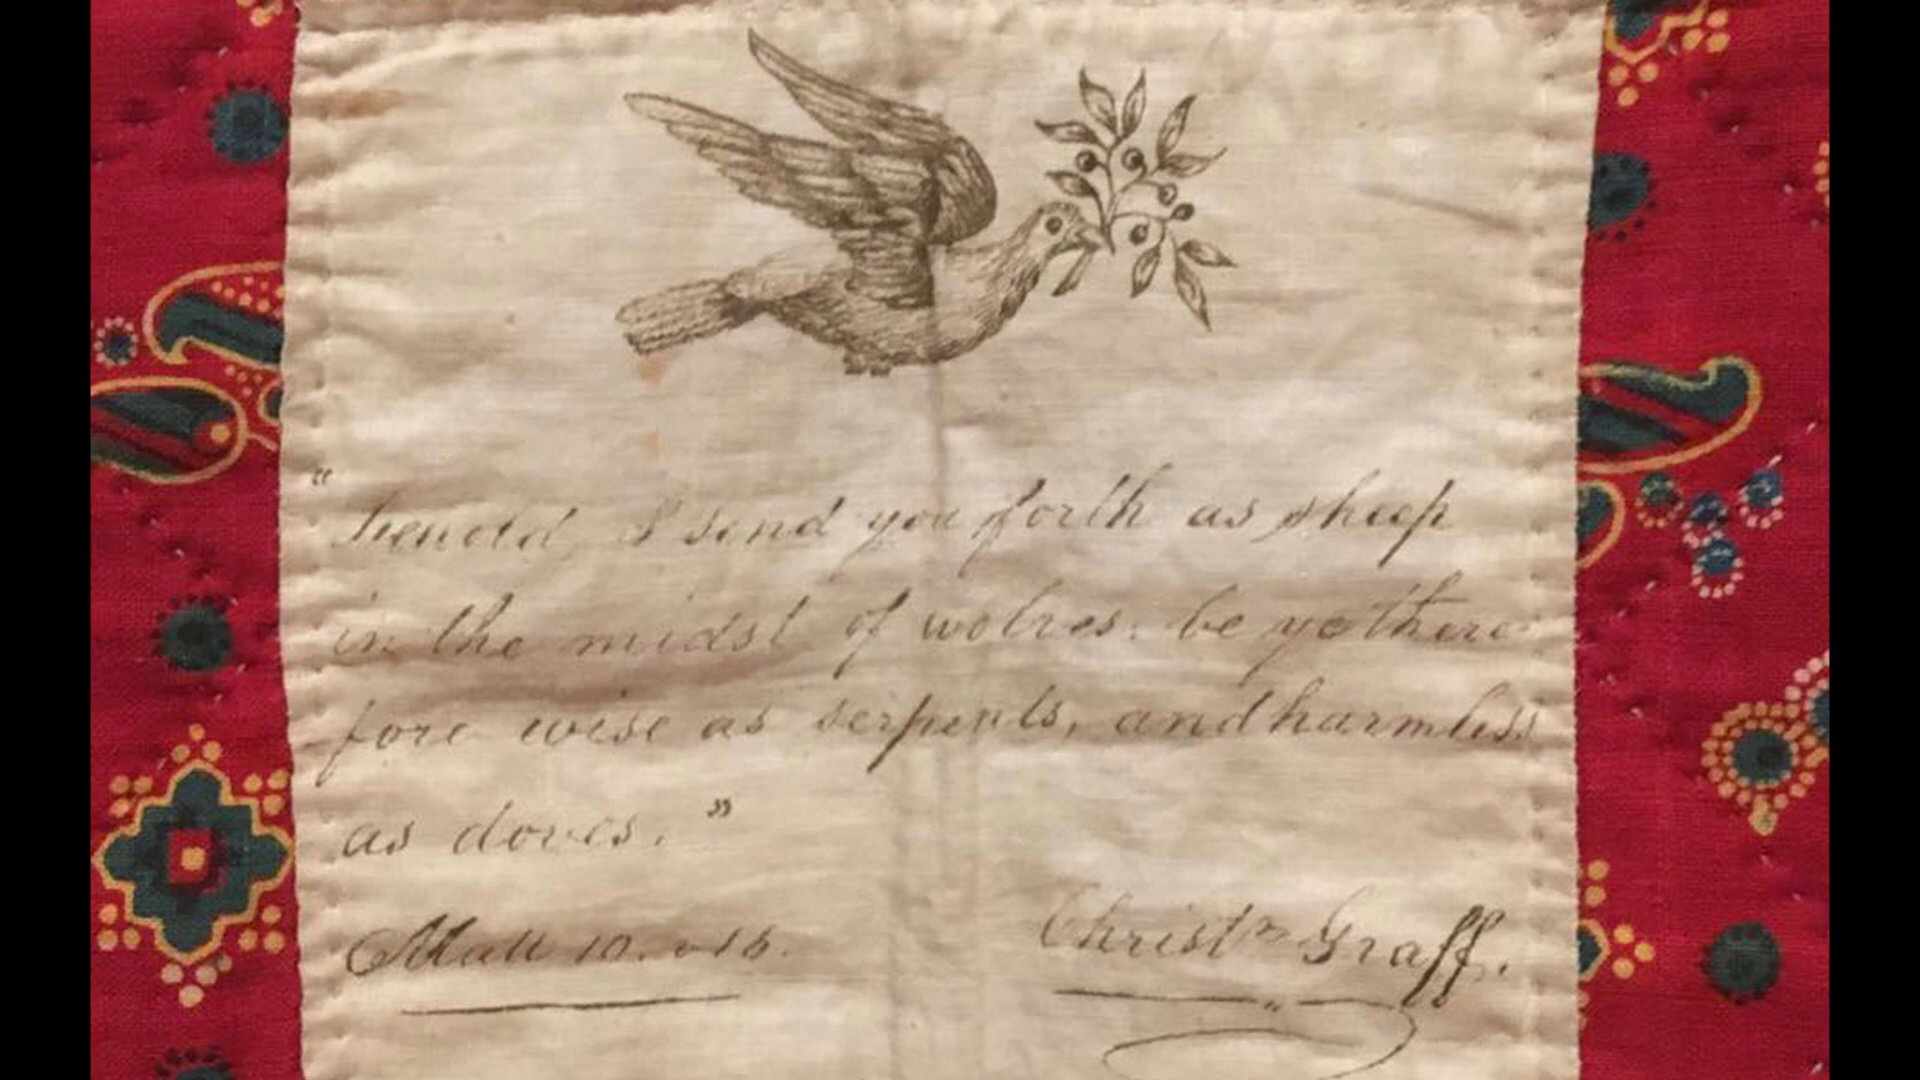 “behold, I send you forth as sheep
in the midst of wolves: be ye there-
fore wise as serpents, and harmless
as doves.”
Matt 10. v16.
Christn Graff.